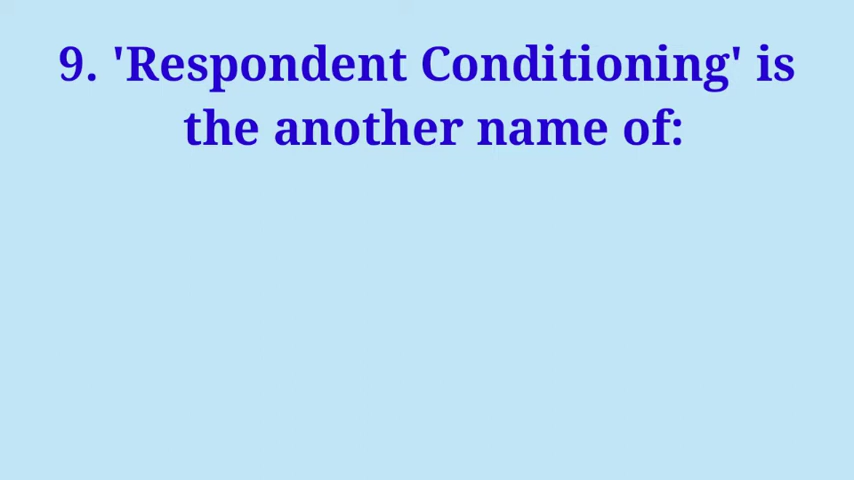 9. 'Respondent Conditioning' is
the another name of: